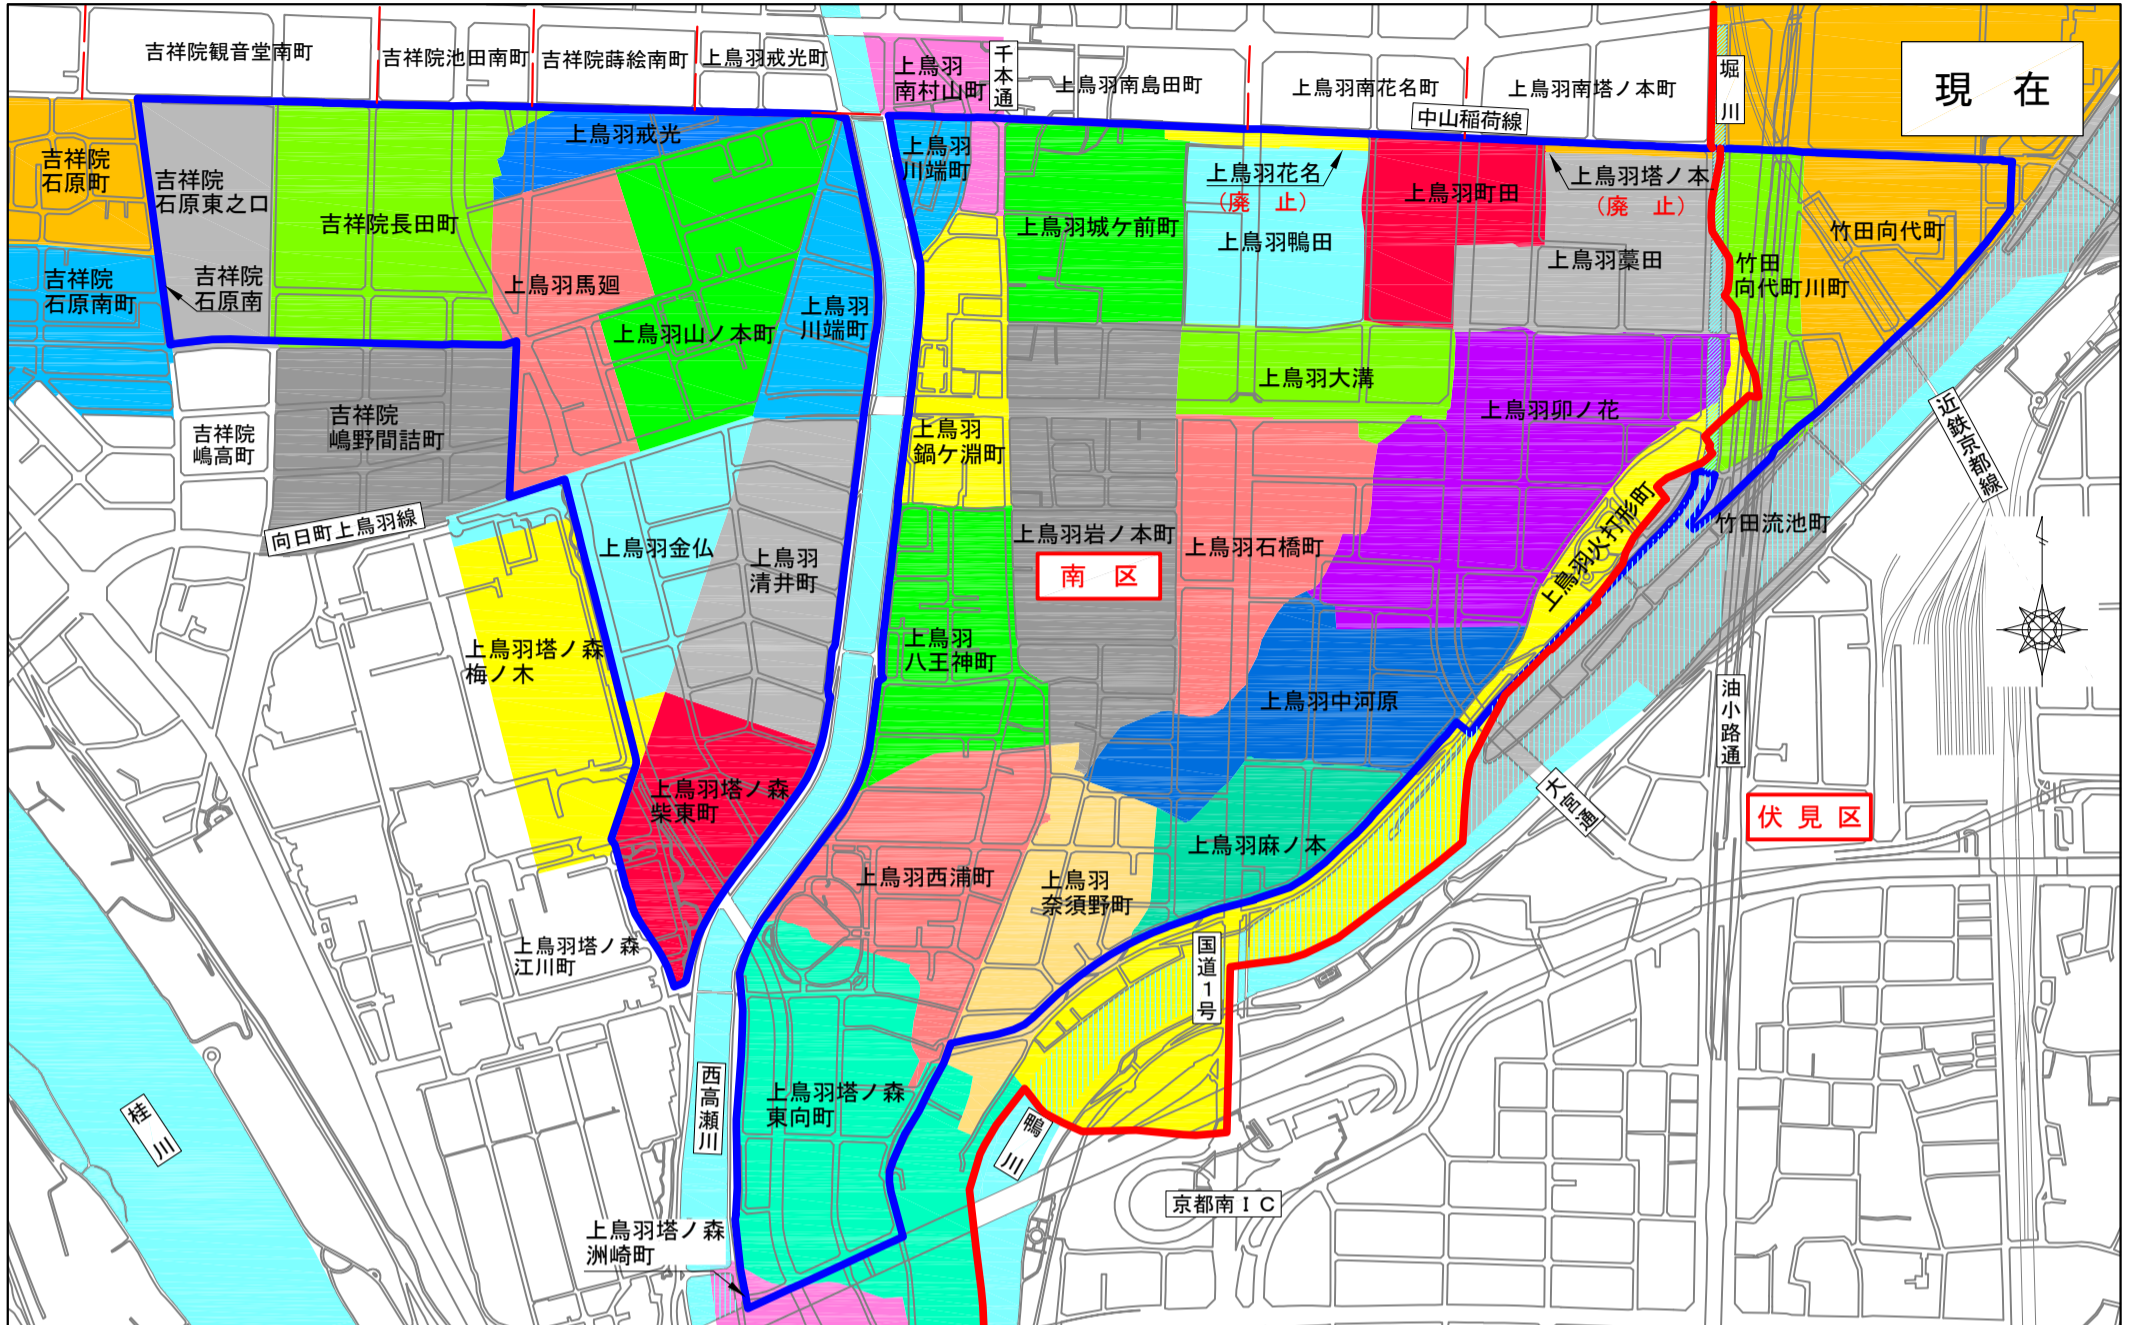 吉祥院観音堂南町
吉祥院池田南町
吉祥院蒔絵南町
上鳥羽戒光町
上鳥羽
南村山町
千本通
上鳥羽南島田町
上鳥羽南花名町
上鳥羽南塔ノ本町
堀川
現 在
中山稲荷線
吉祥院
石原町
吉祥院
石原東之口
吉祥院長田町
上鳥羽戒光
上鳥羽
川端町
上鳥羽花名
(廃 止)
上鳥羽町田
上鳥羽塔ノ本
(廃 止)
上鳥羽城ケ前町
上鳥羽鴨田
上鳥羽藁田
竹田
向代町川町
竹田向代町
吉祥院
石原南町
吉祥院
石原南
上鳥羽馬廻
上鳥羽山ノ本町
上鳥羽
川端町
上鳥羽大溝
上鳥羽卯ノ花
近鉄京都線
吉祥院
嶋高町
吉祥院
嶋野間詰町
上鳥羽
鍋ケ淵町
向日町上鳥羽線
上鳥羽金仏
上鳥羽
清井町
上鳥羽岩ノ本町
南 区
上鳥羽石橋町
上鳥羽火打形町
竹田流池町
上鳥羽塔ノ森
梅ノ木
上鳥羽
八王神町
上鳥羽中河原
油小路通
上鳥羽塔ノ森
柴東町
大宮通
伏 見 区
上鳥羽麻ノ本
上鳥羽西浦町
上鳥羽
奈須野町
上鳥羽塔ノ森
江川町
国道1号
西高瀬川
上鳥羽塔ノ森
東向町
桂川
鴨川
京都南IC
上鳥羽塔ノ森
洲崎町